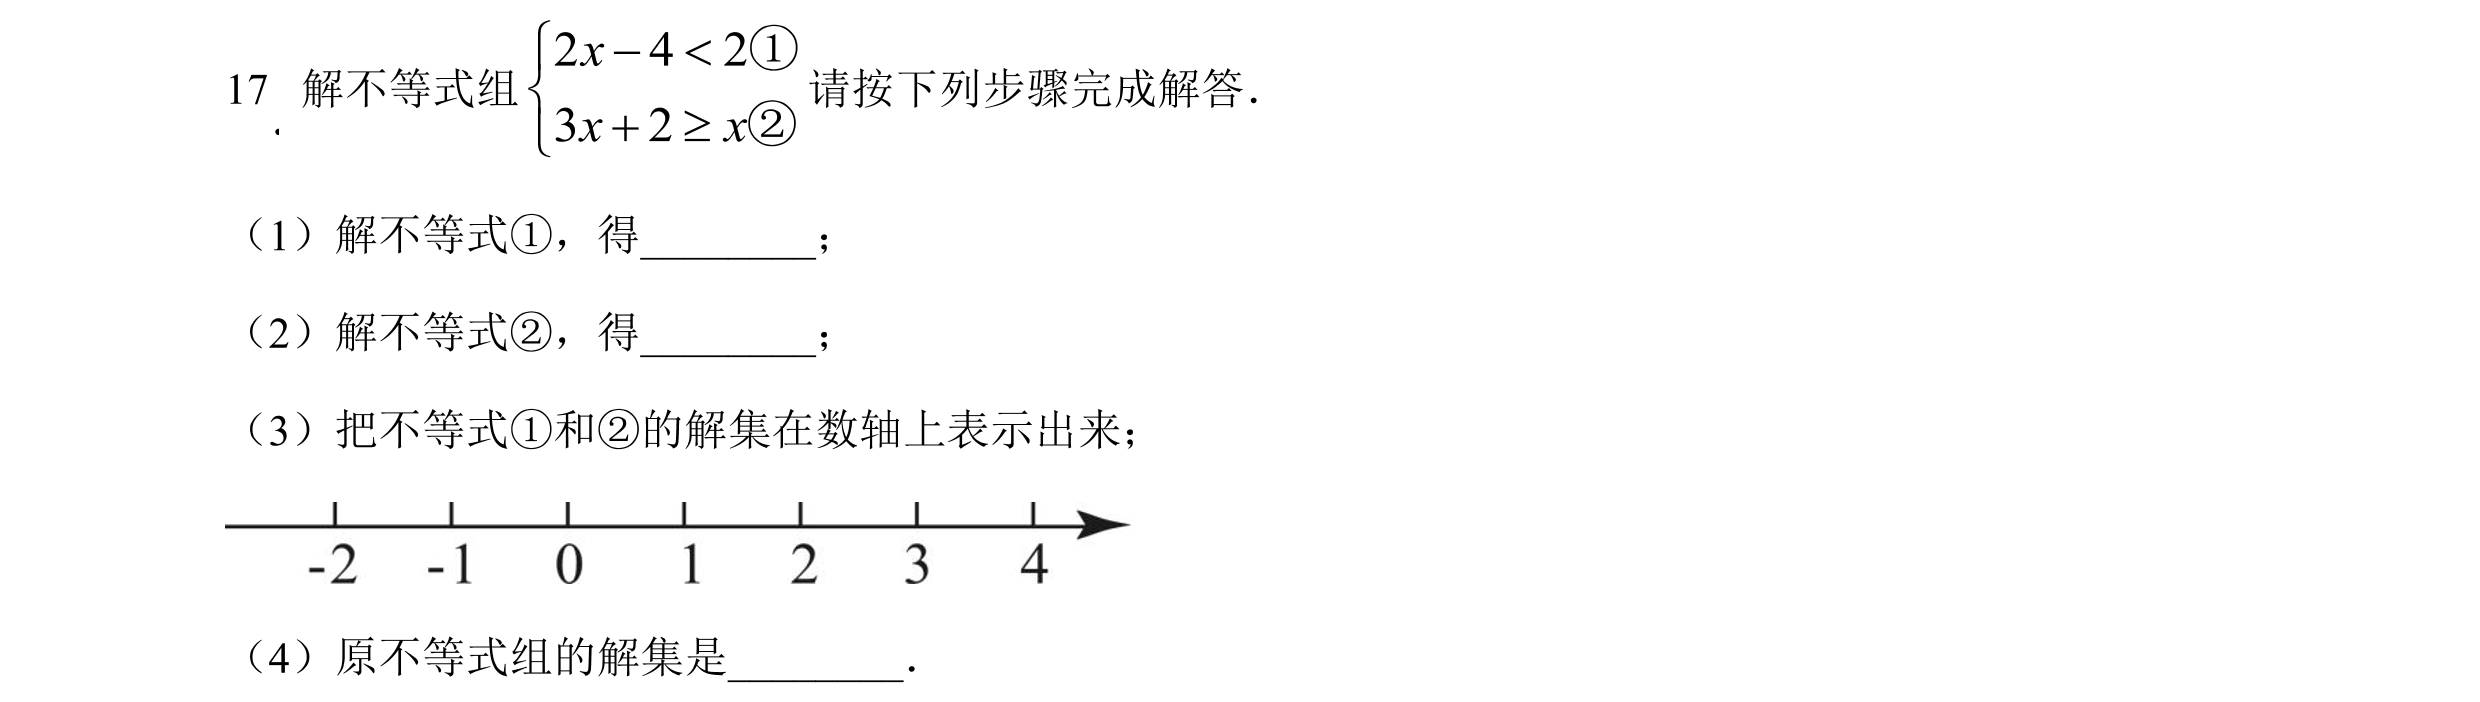 17．解不等式组{2x－4＜2① 3x＋2≥x② 请按下列步骤完成解答．
（1）解不等式①，得________；
（2）解不等式②，得________；
（3）把不等式①和②的解集在数轴上表示出来；
-2 -1 0 1 2 3 4
（4）原不等式组的解集是________．